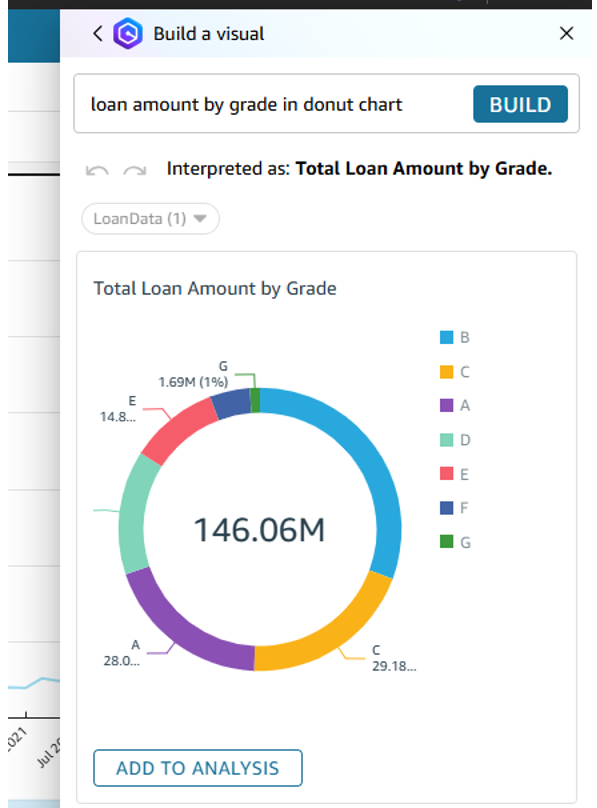 Build a visual
loan amount by grade in donut chart
BUILD
Interpreted as: Total Loan Amount by Grade.
LoanData (1)
Total Loan Amount by Grade
B
C
A
D
E
F
G
G
1.69M (1%)
E
14.8...
146.06M
A
28.0...
C
29.18...
ADD TO ANALYSIS
2021
Jul 20